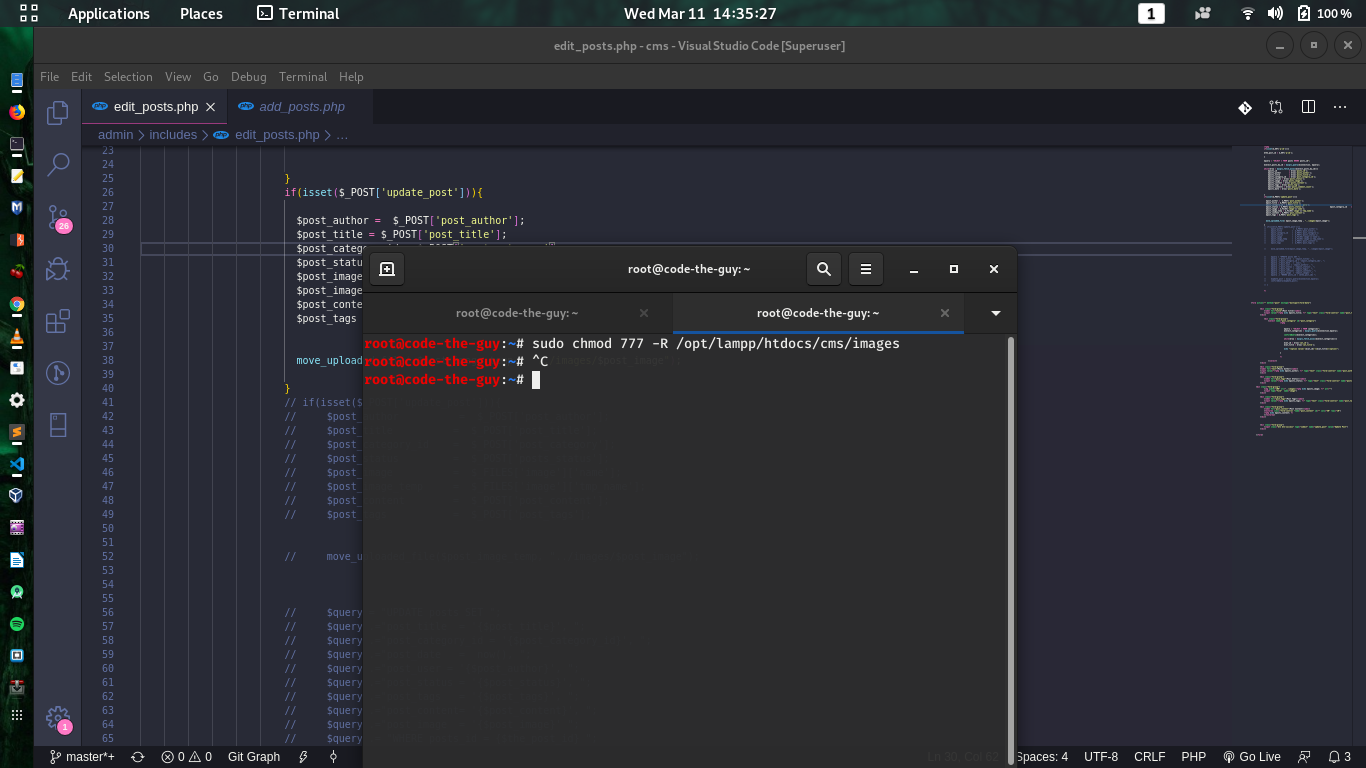 Applications Places Terminal Wed Mar 11 14:35:27 1 100 %
edit_posts.php - cms - Visual Studio Code [Superuser]
File Edit Selection View Go Debug Terminal Help
edit_posts.php add_posts.php
admin > includes > edit_posts.php > …
23
24
25 }
26 if(isset($_POST['update_post'])){
27
28 $post_author = $_POST['post_author'];
29 $post_title = $_POST['post_title'];
30 $post_categ
31 $post_statu
32 $post_image
33 $post_image
34 $post_conte
35 $post_tags
36
37
38 move_upload
39
40 }
41 // if(isset($
42 // $post_
43 // $post_
44 // $post_
45 // $post_
46 // $post_
47 // $post_
48 // $post_
49 // $post_
50
51
52 // move_u
53
54
55
56 // $query
57 // $query
58 // $query
59 // $query
60 // $query
61 // $query
62 // $query
63 // $query
64 // $query
65 // $query
26
1
root@code-the-guy: ~
root@code-the-guy: ~ root@code-the-guy: ~
root@code-the-guy:~# sudo chmod 777 -R /opt/lampp/htdocs/cms/images
root@code-the-guy:~# ^C
root@code-the-guy:~#
master*+ 0 0 Git Graph Ln 30, Col 62 Spaces: 4 UTF-8 CRLF PHP Go Live 3